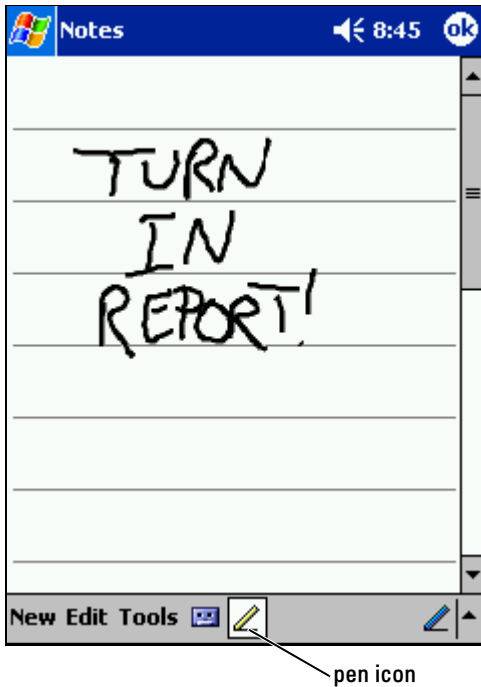 Notes 8:45 ok
TURN
IN
REPORT!
New Edit Tools
pen icon